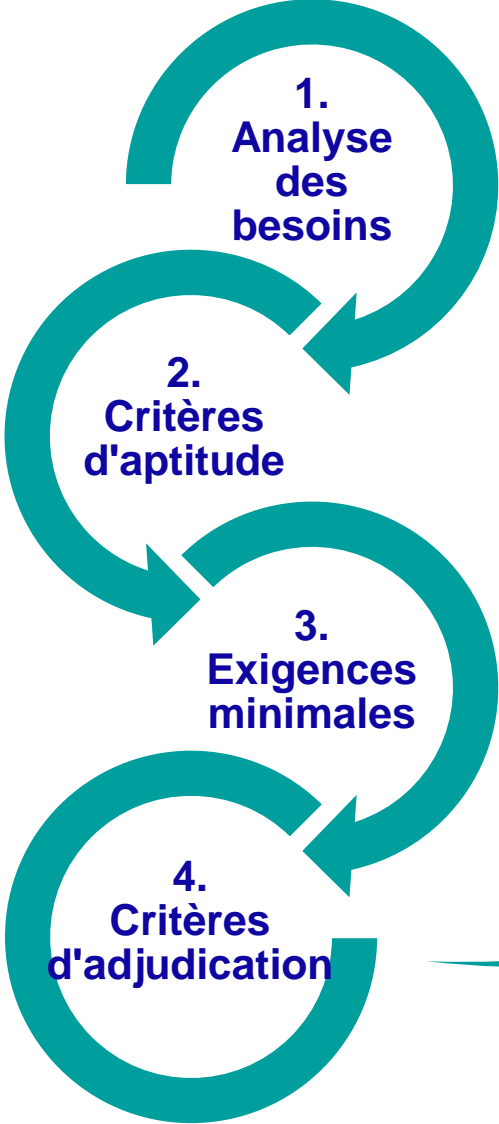 1.
Analyse
des
besoins
2.
Critères
d'aptitude
3.
Exigences
minimales
4.
Critères
d'adjudication